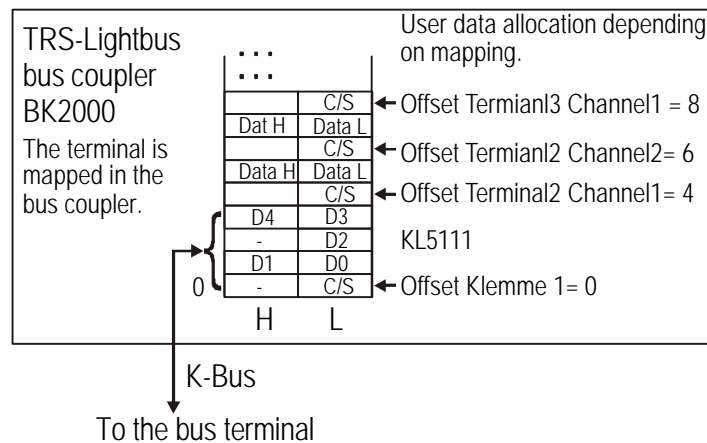 TRS-Lightbus
bus coupler
BK2000
The terminal is
mapped in the
bus coupler.
User data allocation depending
on mapping.
... 
...
C/S
Offset Termianl3 Channel1 = 8
Dat H Data L
C/S
Offset Termianl2 Channel2= 6
Data H Data L
C/S
Offset Terminal2 Channel1= 4
D4 D3
- D2
KL5111
D1 D0
0 - C/S
Offset Klemme 1= 0
H L
K-Bus
To the bus terminal